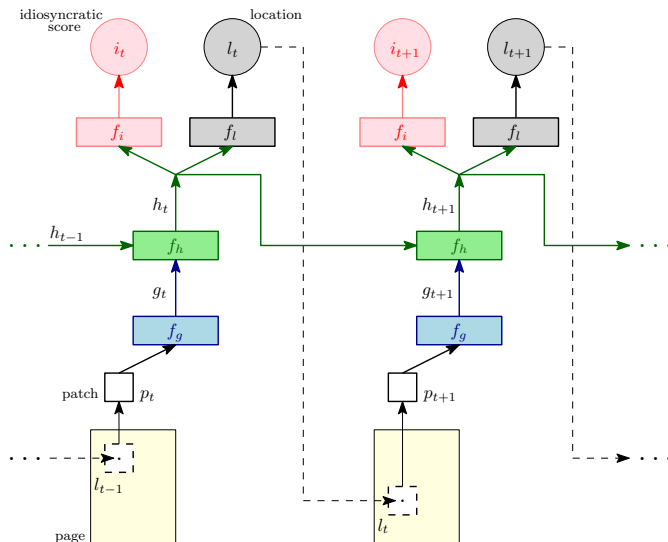 idiosyncratic
score
location
i_t
l_t
i_{t+1}
l_{t+1}
f_i
f_l
f_i
f_l
h_t
h_{t+1}
h_{t−1}
· · ·
f_h
f_h
· · ·
g_t
g_{t+1}
f_g
f_g
patch
p_t
p_{t+1}
· · ·
· · ·
l_{t−1}
l_t
page